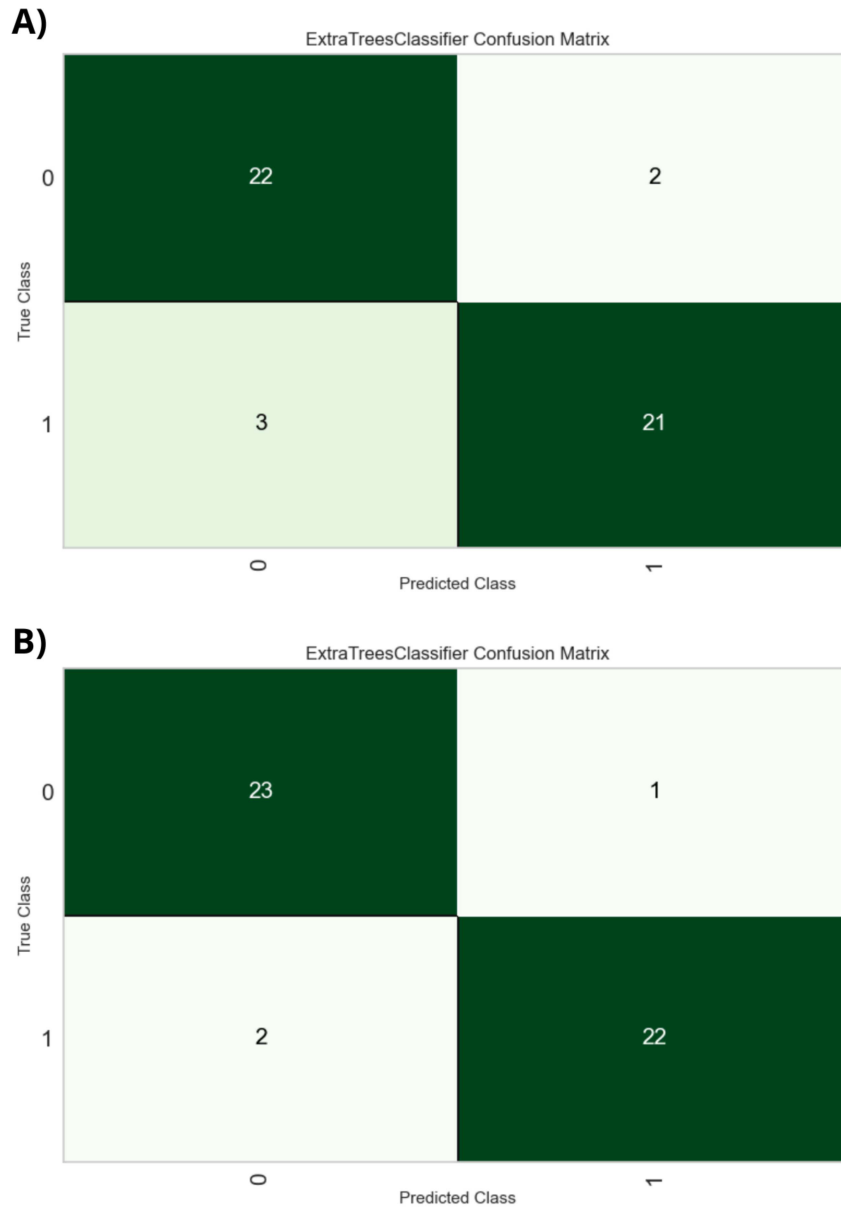 A)
ExtraTreesClassifier Confusion Matrix
0
22
2
True Class
1
3
21
0
1
Predicted Class
B)
ExtraTreesClassifier Confusion Matrix
0
23
1
True Class
1
2
22
0
1
Predicted Class